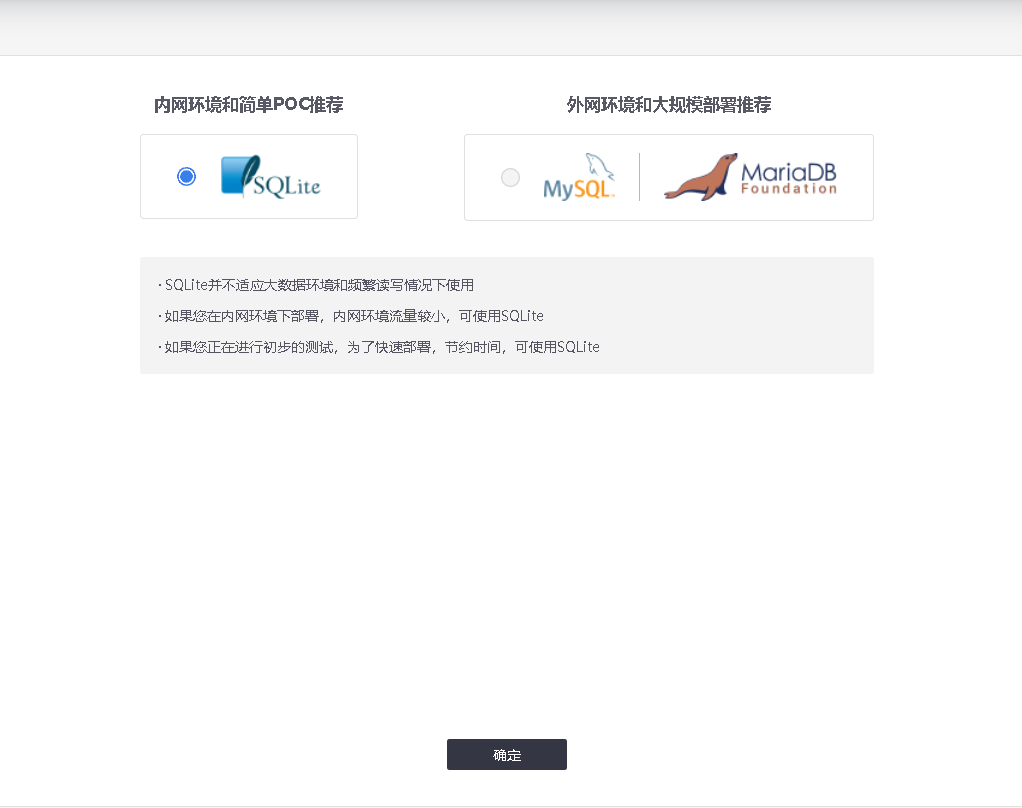 内网环境和简单POC推荐
外网环境和大规模部署推荐
SQLite
MySQL
MariaDB
Foundation
· SQLite并不适应大数据环境和频繁读写情况下使用
· 如果您在内网环境下部署，内网环境流量较小，可使用SQLite
· 如果您正在进行初步的测试，为了快速部署，节约时间，可使用SQLite
确定